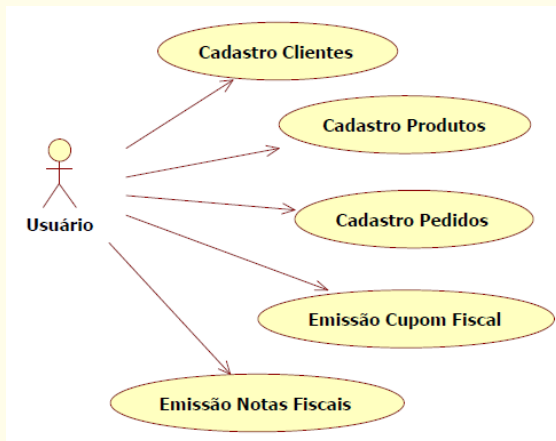 Cadastro Clientes
Cadastro Produtos
Cadastro Pedidos
Usuário
Emissão Cupom Fiscal
Emissão Notas Fiscais